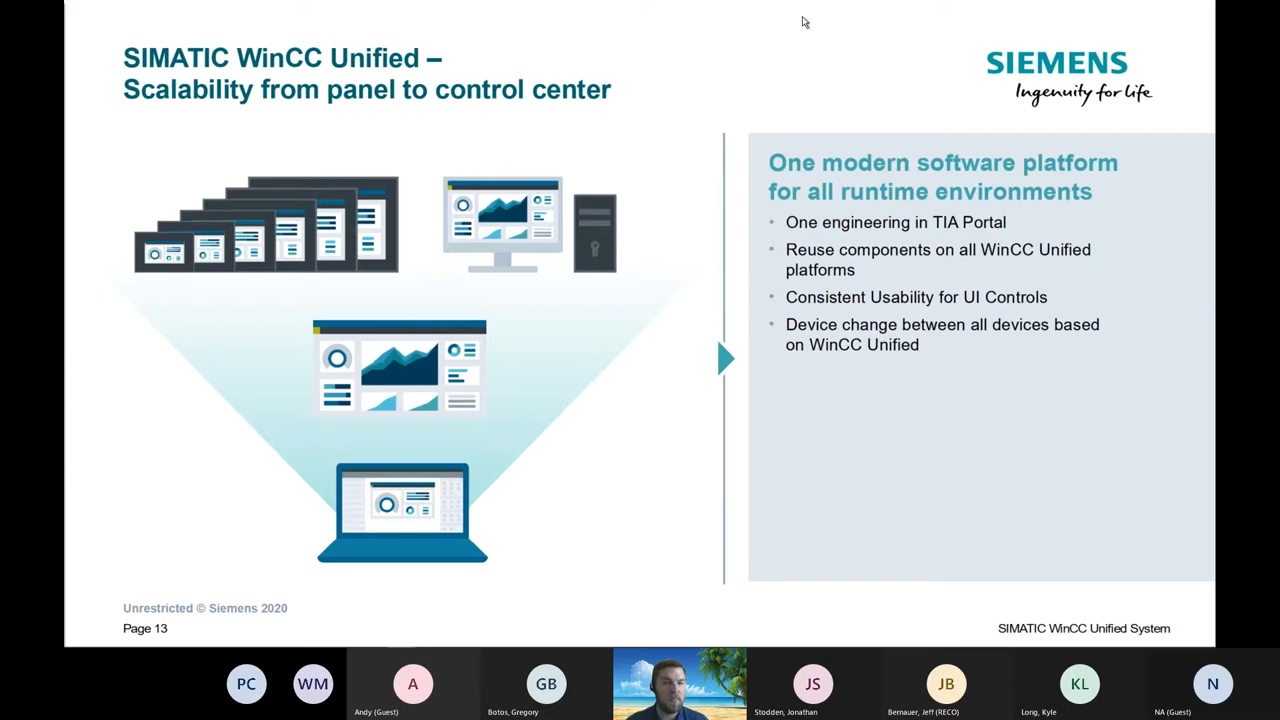 SIMATIC WinCC Unified –
Scalability from panel to control center
SIEMENS
Ingenuity for life
One modern software platform
for all runtime environments
• One engineering in TIA Portal
• Reuse components on all WinCC Unified
platforms
• Consistent Usability for UI Controls
• Device change between all devices based
on WinCC Unified
Unrestricted © Siemens 2020
Page 13
SIMATIC WinCC Unified System
PC
WM
A
GB
JS
JB
KL
N
Andy (Guest)
Botos, Gregory
Stodden, Jonathan
Bernauer, Jeff (RECO)
Long, Kyle
NA (Guest)